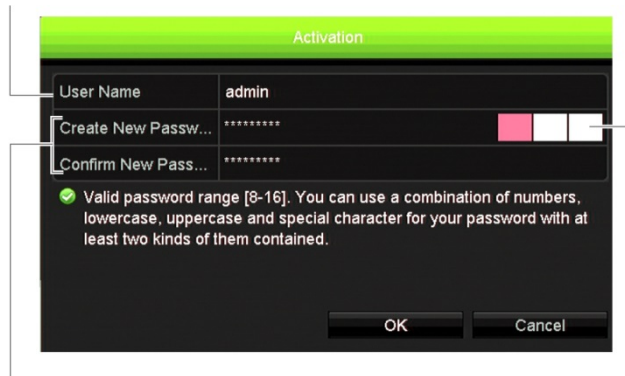 Activation
User Name admin
Create New Passw... *********
Confirm New Pass... *********
Valid password range [8-16]. You can use a combination of numbers,
lowercase, uppercase and special character for your password with at
least two kinds of them contained.
OK Cancel